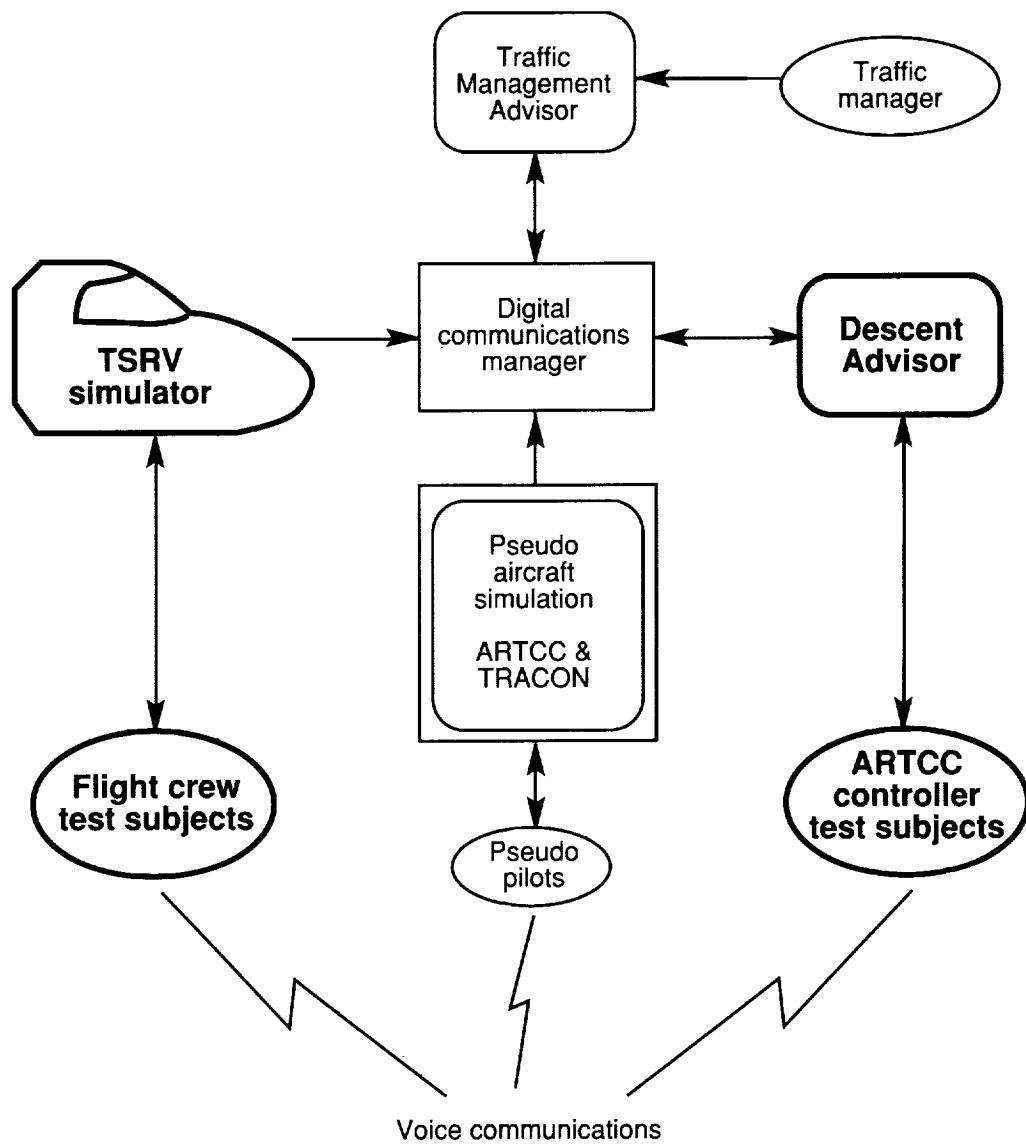 Traffic
Management
Advisor
Traffic
manager
TSRV
simulator
Digital
communications
manager
Descent
Advisor
Pseudo
aircraft
simulation
ARTCC &
TRACON
Flight crew
test subjects
Pseudo
pilots
ARTCC
controller
test subjects
Voice communications